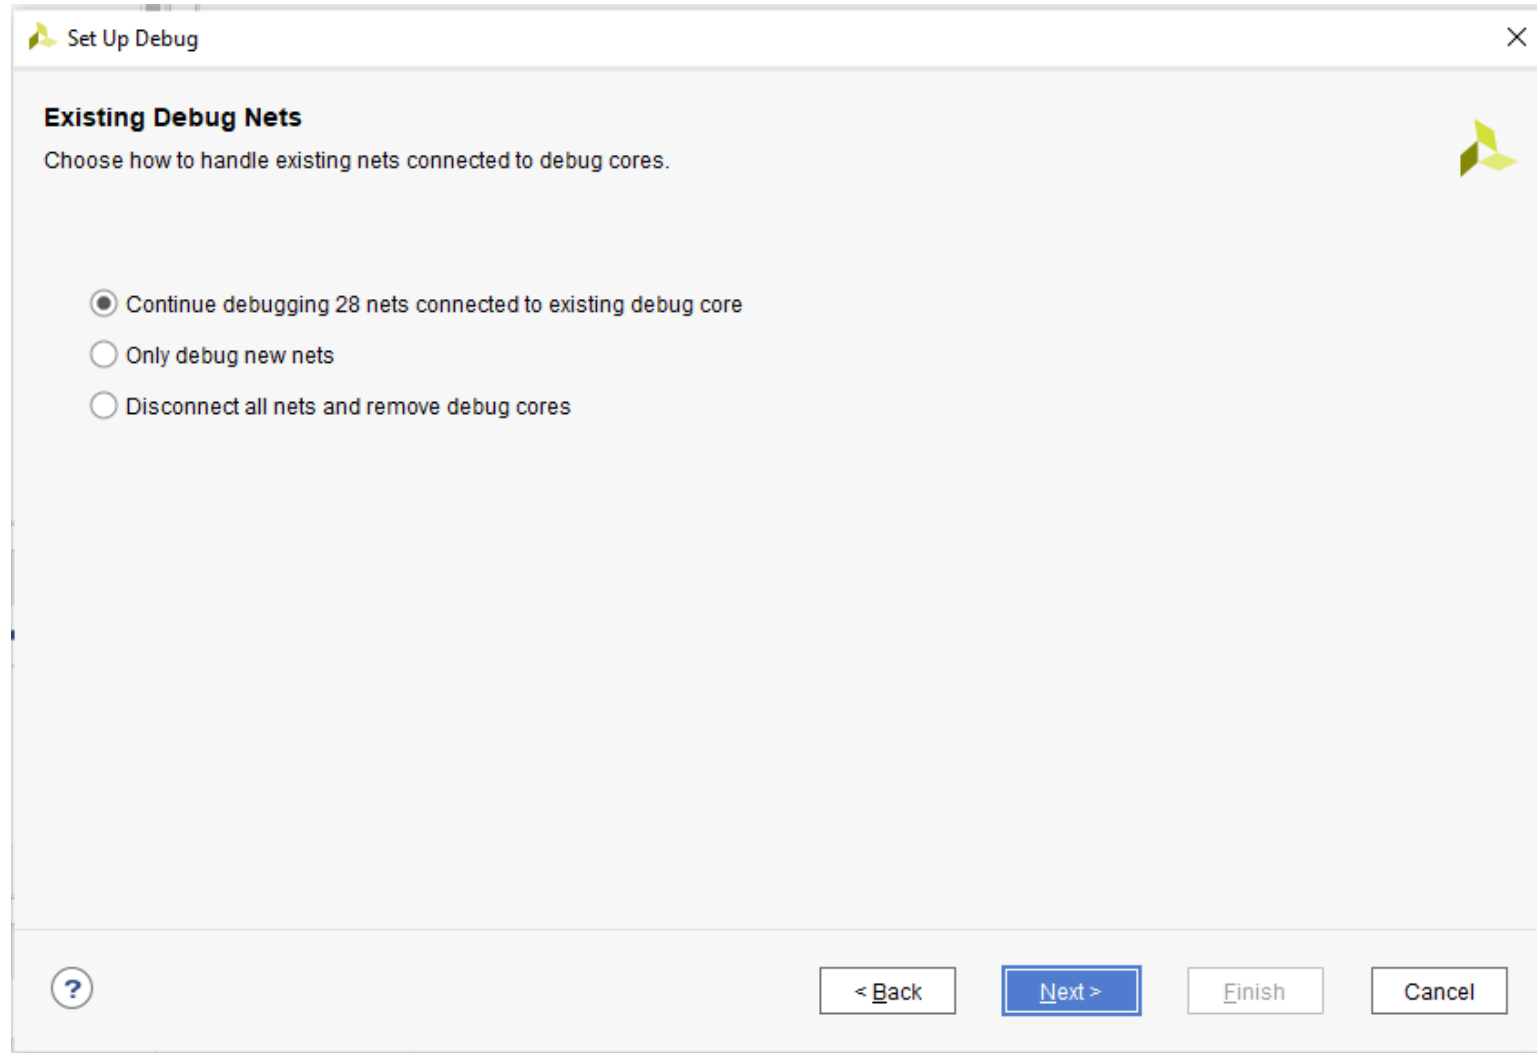 Set Up Debug
Existing Debug Nets
Choose how to handle existing nets connected to debug cores.
Continue debugging 28 nets connected to existing debug core
Only debug new nets
Disconnect all nets and remove debug cores
?
< Back
Next >
Finish
Cancel